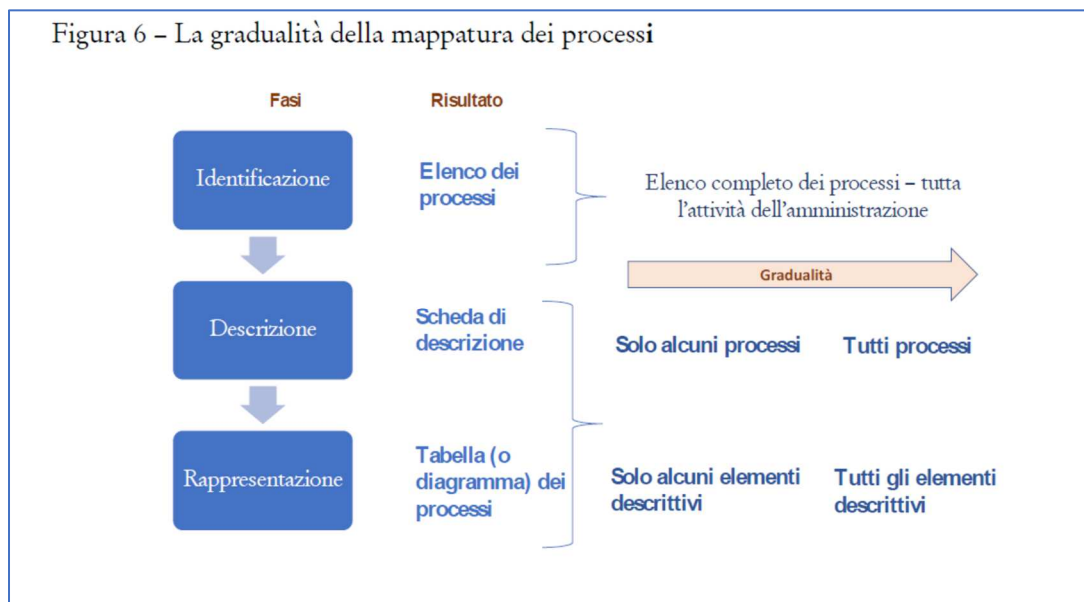 Figura 6 – La gradualità della mappatura dei processi
Fasi
Risultato
Identificazione
Elenco dei
processi
Elenco completo dei processi – tutta
l'attività dell'amministrazione
Gradualità
Descrizione
Scheda di
descrizione
Solo alcuni processi
Tutti processi
Rappresentazione
Tabella (o
diagramma) dei
processi
Solo alcuni elementi
descrittivi
Tutti gli elementi
descrittivi